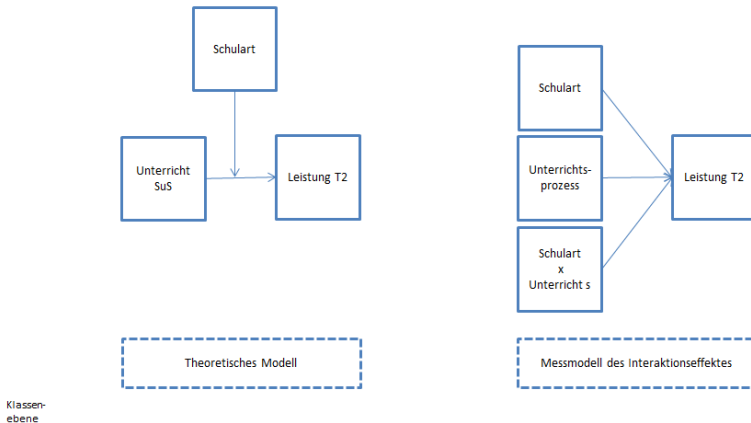 Schulart
Unterricht
SuS
Leistung T2
Schulart
Unterrichts-
prozess
Leistung T2
Schulart
x
Unterricht s
Theoretisches Modell
Messmodell des Interaktionseffektes
Klassen-
ebene